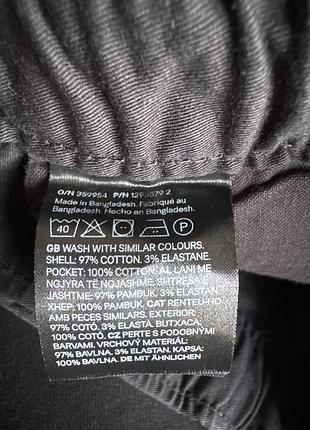 O/N 359954 P/N 2
Made in Bangladesh. Fabriqué au
Bangladesh. Hecho en Bangladesh.
40 P
GB WASH WITH SIMILAR COLOURS.
SHELL: 97% COTTON. 3% ELASTANE.
POCKET: 100% COTTON. AL LANI ME
NGJYRA TË NGJASHME. SHTRESA E
JASHTME: 97% PAMBUK. 3% ELASTAN.
XHEP: 100% PAMBUK. CAT RENTEU-HO
AMB PECES SIMILARS. EXTERIOR:
97% COTÓ. 3% ELASTÀ. BUTXACA:
100% COTÓ. CZ PERTE S PODOBNÝMI
BARVAMI. VRCHOVÝ MATERIÁL:
97% BAVLNA. 3% ELASTAN. KAPSA:
100% BAVLNA. DE MIT ÄHNLICHEN